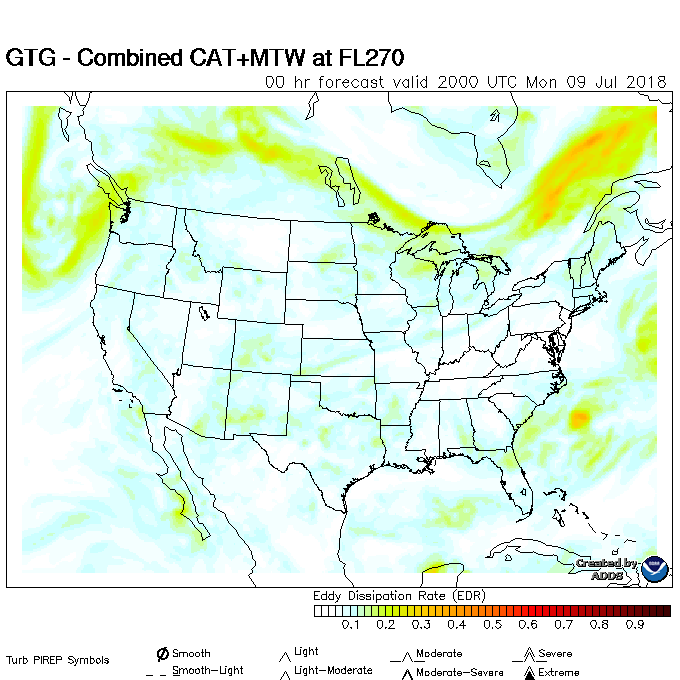 GTG - Combined CAT+MTW at FL270
00 hr forecast valid 2000 UTC Mon 09 Jul 2018
Created by
ADDS
Eddy Dissipation Rate (EDR)
0.1 0.2 0.3 0.4 0.5 0.6 0.7 0.8 0.9
Turb PIREP Symbols
Smooth Light Moderate Severe
Smooth-Light Light-Moderate Moderate-Severe Extreme